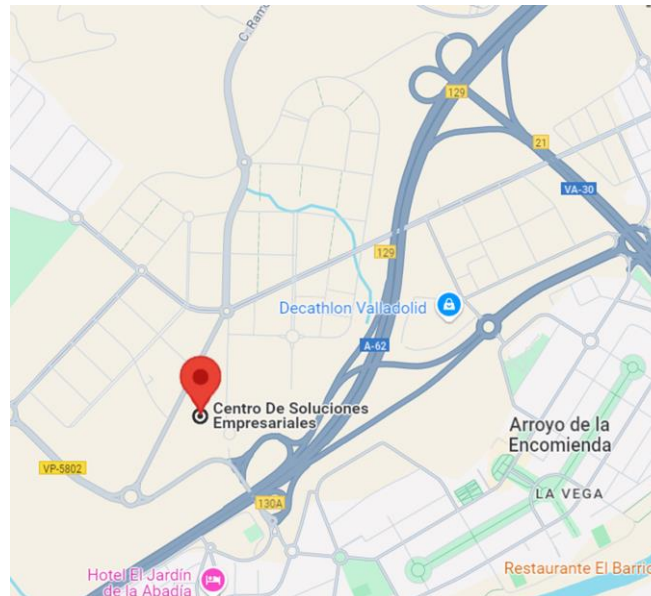 C. Ramó
129
21
VA-30
129
Decathlon Valladolid
A-62
Centro De Soluciones
Empresariales
Arroyo de la
Encomienda
VP-5802
LA VEGA
130A
Restaurante El Barrio
Hotel El Jardín
de la Abadía